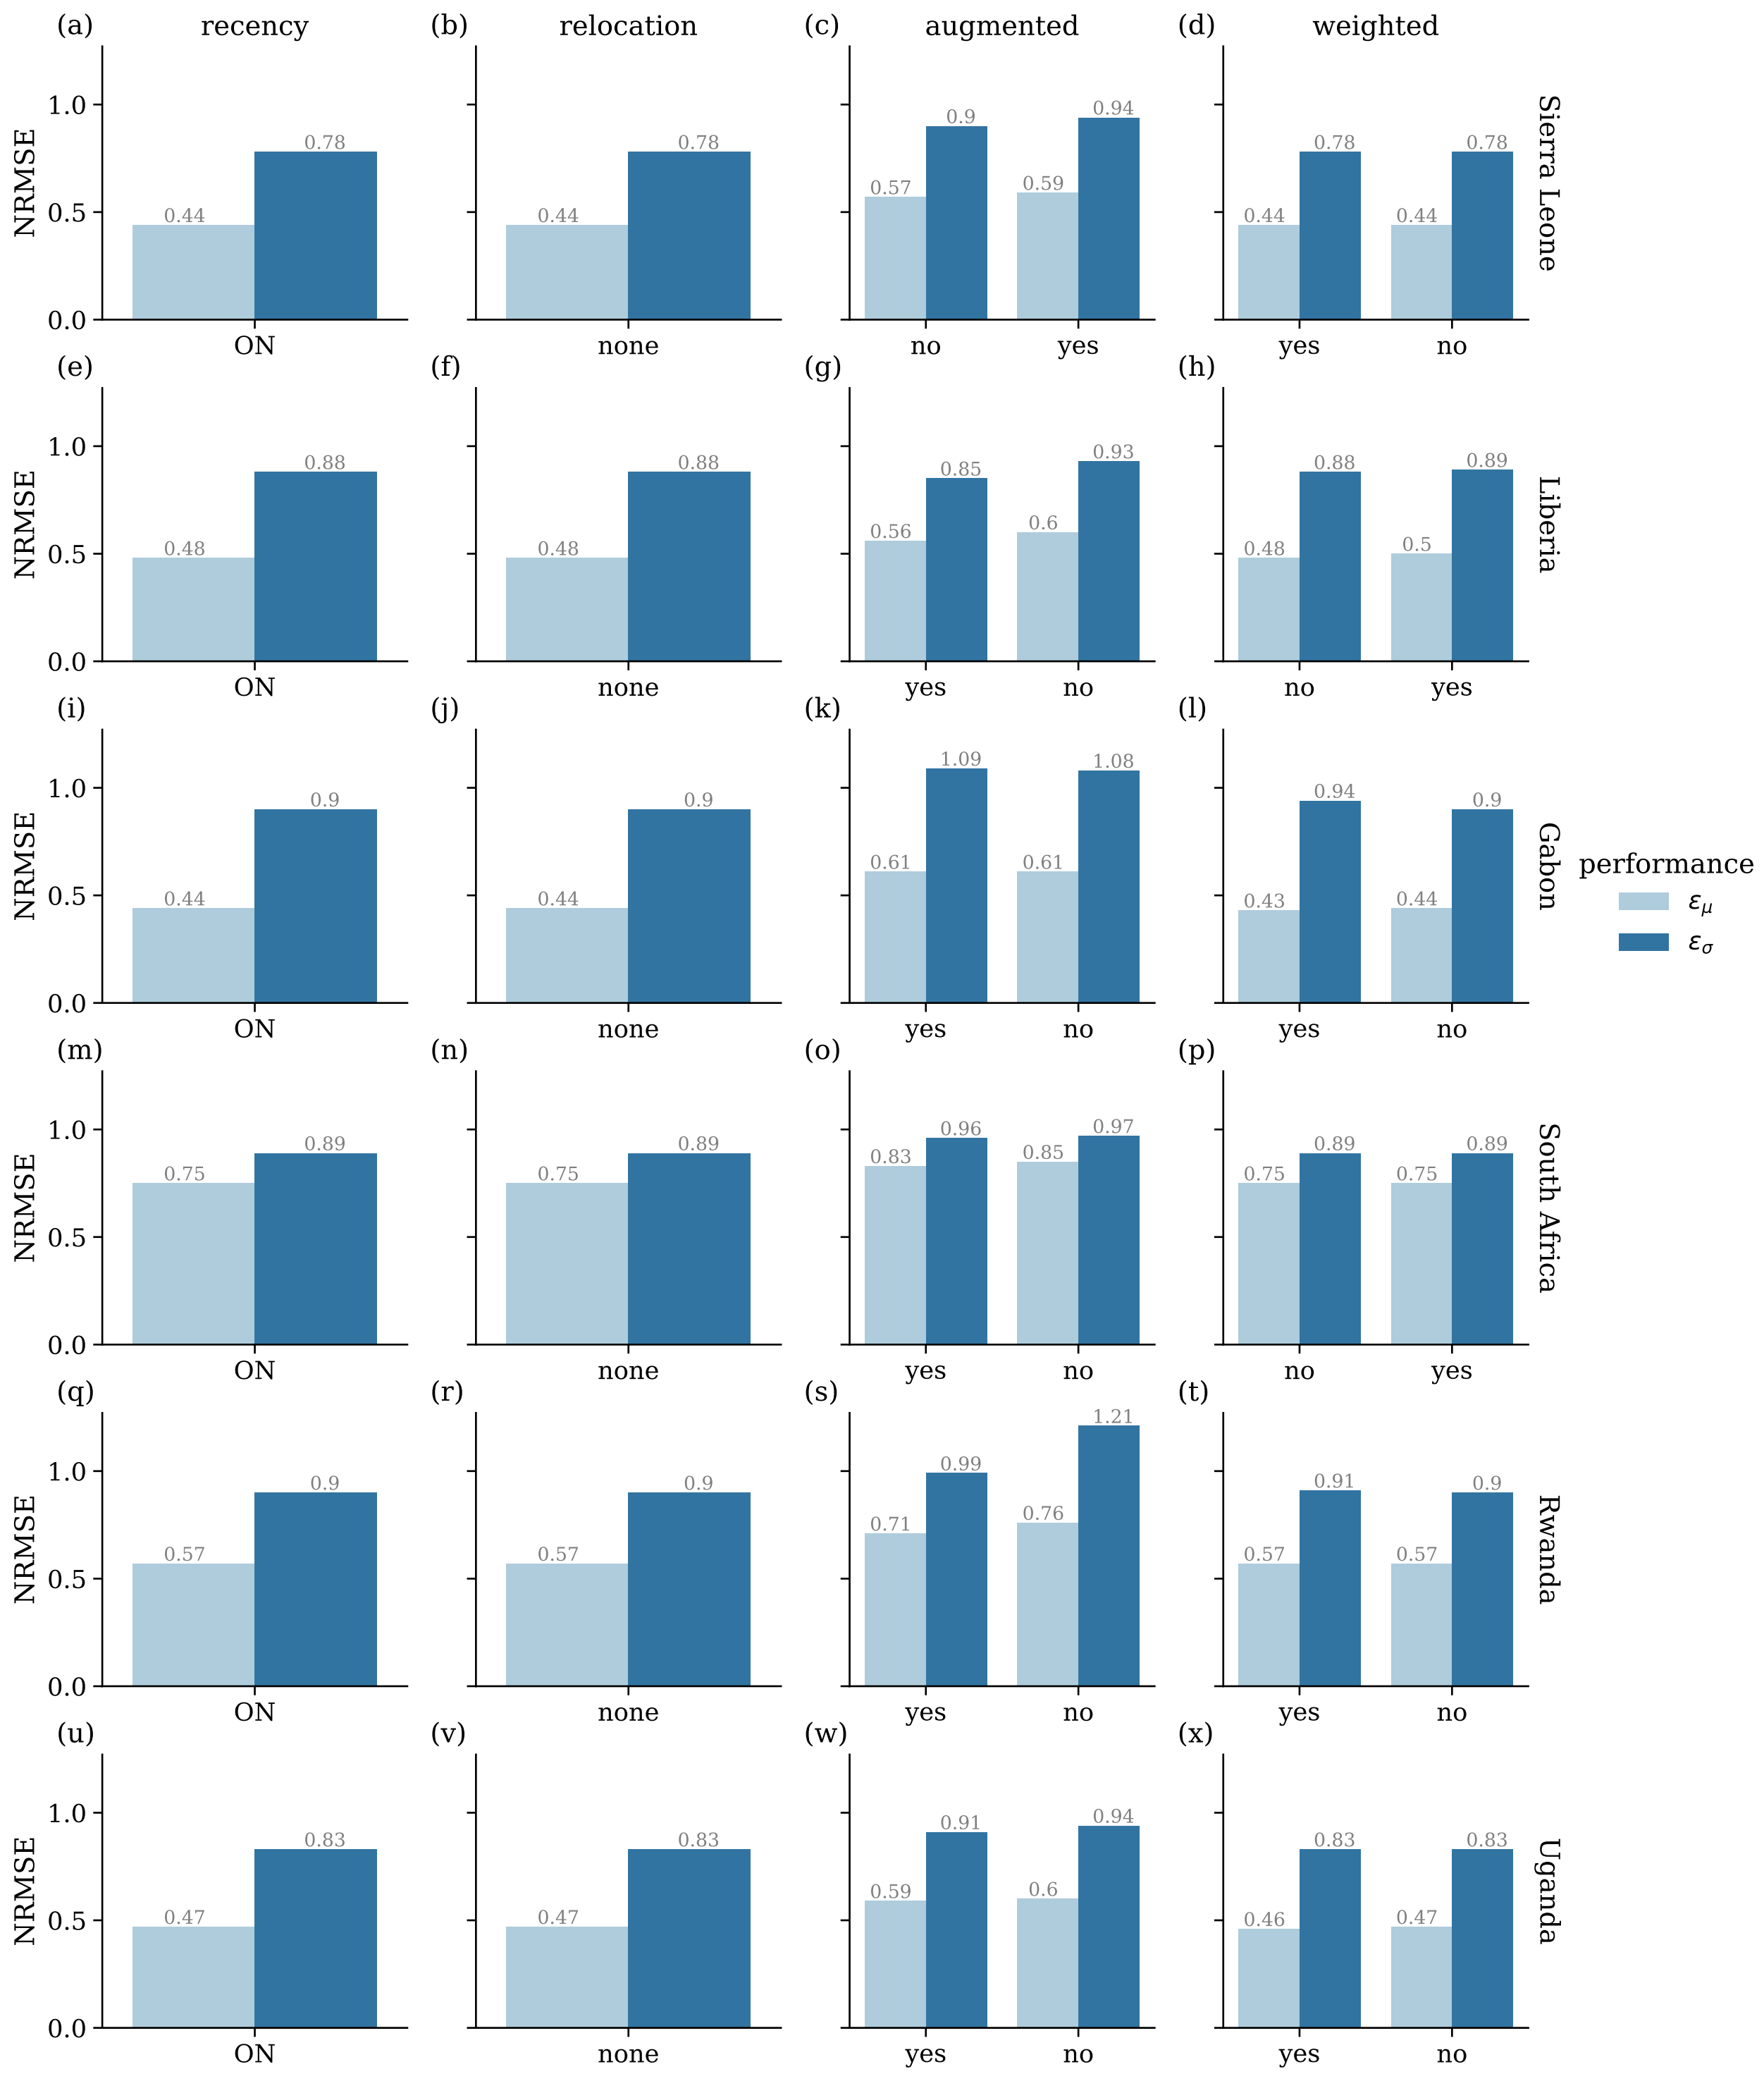 (a) recency (b) relocation (c) augmented (d) weighted
NRMSE
1.0
0.5
0.0
0.44
0.78
ON
0.44
0.78
none
0.57
0.9
0.59
0.94
no yes
0.44
0.78
0.44
0.78
yes no
Sierra Leone
(e) (f) (g) (h)
NRMSE
1.0
0.5
0.0
0.48
0.88
ON
0.48
0.88
none
0.56
0.85
0.6
0.93
yes no
0.48
0.88
0.5
0.89
no yes
Liberia
(i) (j) (k) (l)
NRMSE
1.0
0.5
0.0
0.44
0.9
ON
0.44
0.9
none
0.61
1.09
0.61
1.08
yes no
0.43
0.94
0.44
0.9
yes no
Gabon
performance
εμ
εσ
(m) (n) (o) (p)
NRMSE
1.0
0.5
0.0
0.75
0.89
ON
0.75
0.89
none
0.83
0.96
0.85
0.97
yes no
0.75
0.89
0.75
0.89
no yes
South Africa
(q) (r) (s) (t)
NRMSE
1.0
0.5
0.0
0.57
0.9
ON
0.57
0.9
none
0.71
0.99
0.76
1.21
yes no
0.57
0.91
0.57
0.9
yes no
Rwanda
(u) (v) (w) (x)
NRMSE
1.0
0.5
0.0
0.47
0.83
ON
0.47
0.83
none
0.59
0.91
0.6
0.94
yes no
0.46
0.83
0.47
0.83
yes no
Uganda